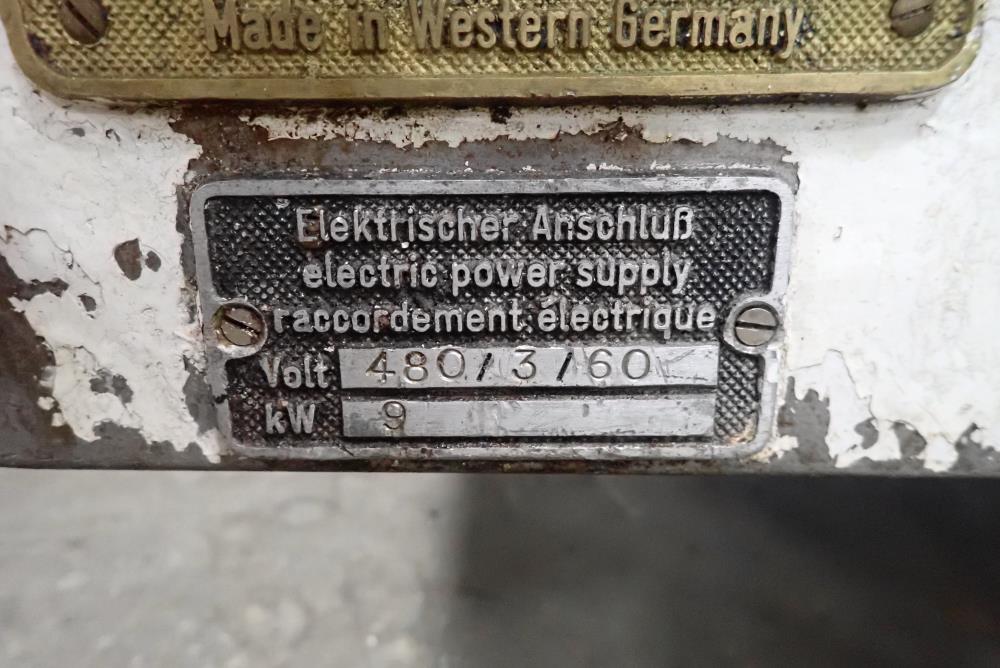 Made in Western Germany
Elektrischer Anschluß
electric power supply
raccordement électrique
Volt 480/3/60
kW 9